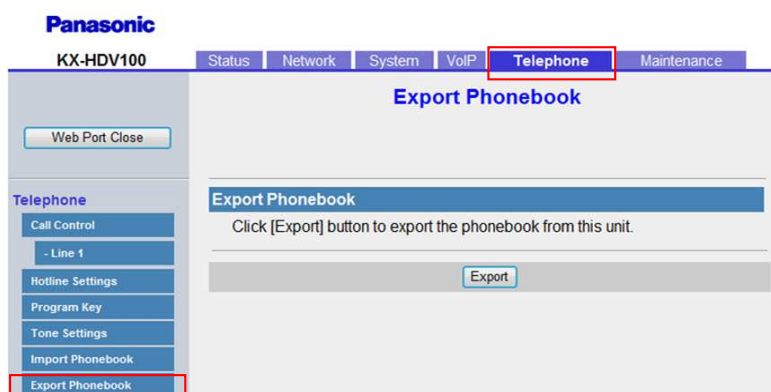 Panasonic
KX-HDV100
Status Network System VoIP Telephone Maintenance
Export Phonebook
Web Port Close
Telephone
Call Control
- Line 1
Hotline Settings
Program Key
Tone Settings
Import Phonebook
Export Phonebook
Export Phonebook
Click [Export] button to export the phonebook from this unit.
Export